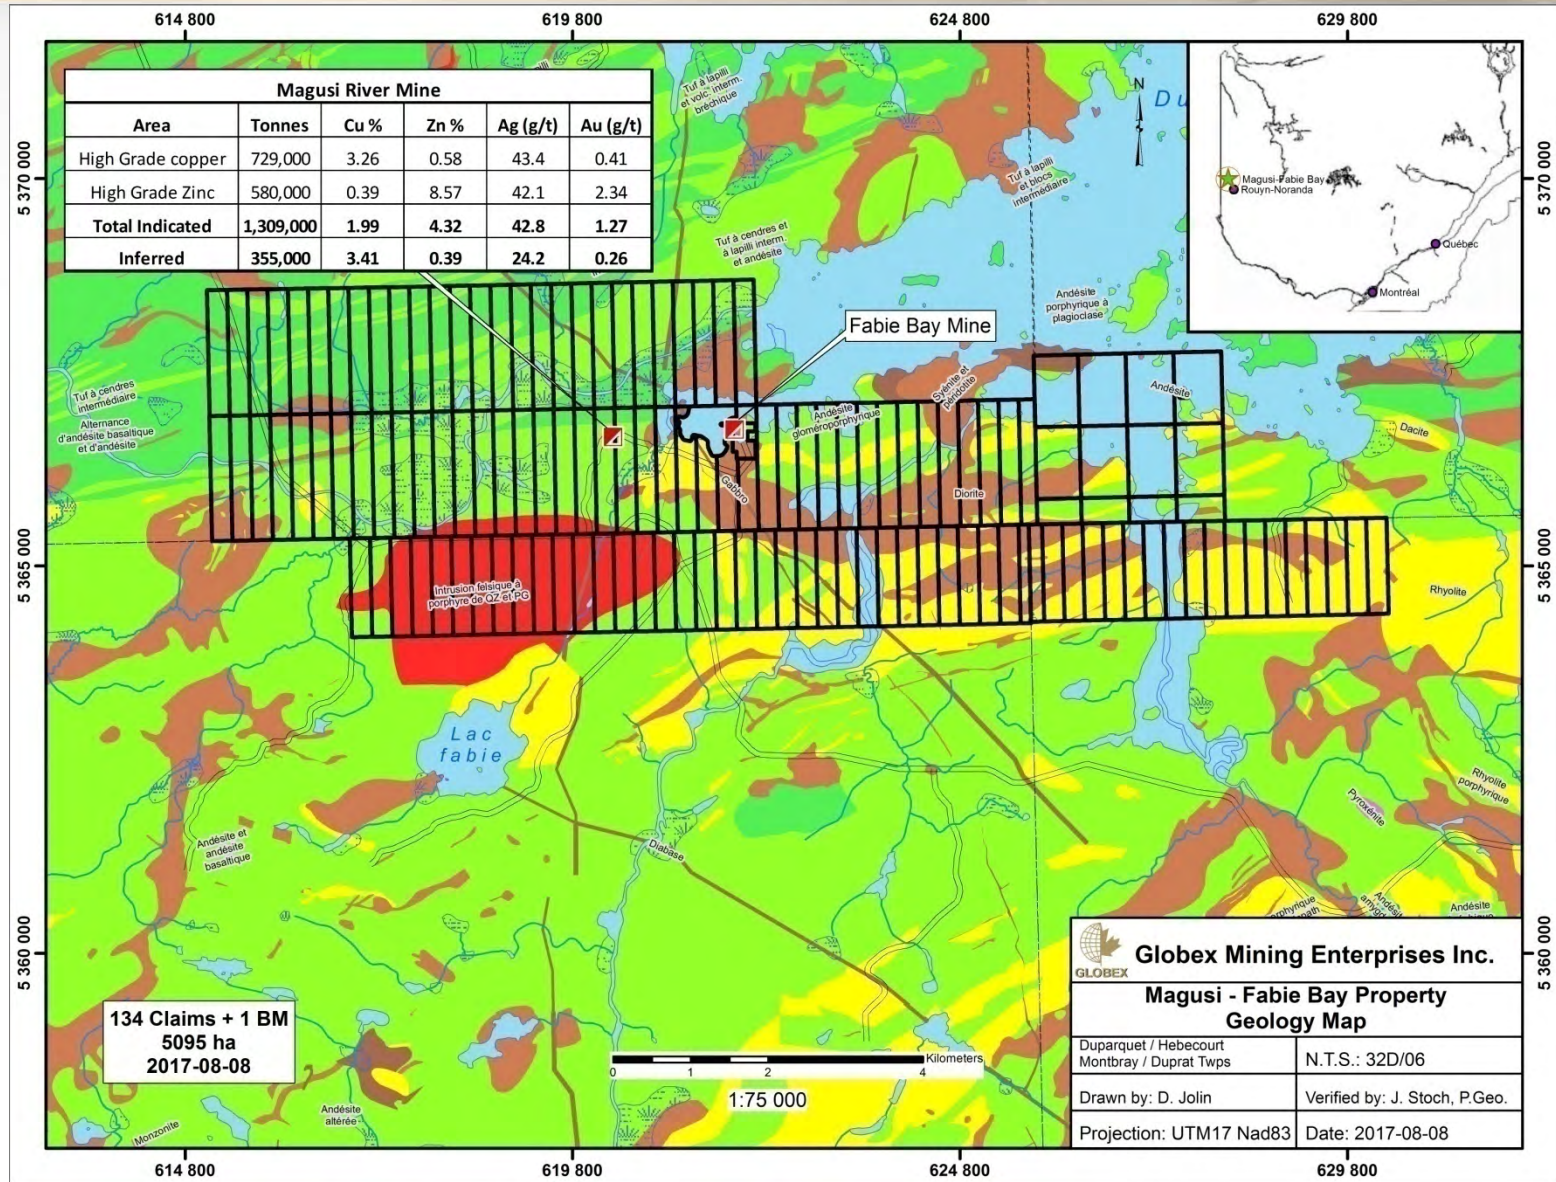 614 800
619 800
624 800
629 800
5 370 000
5 365 000
5 360 000
Magusi River Mine
Area Tonnes Cu % Zn % Ag (g/t) Au (g/t)
High Grade copper 729,000 3.26 0.58 43.4 0.41
High Grade Zinc 580,000 0.39 8.57 42.1 2.34
Total Indicated 1,309,000 1.99 4.32 42.8 1.27
Inferred 355,000 3.41 0.39 24.2 0.26
Tuf à lapilli
et volc. interm.
bréchique
N
Du
Magusi-Fabie Bay
Rouyn-Noranda
Québec
Montréal
Tuf à lapilli
et blocs
intermédiaire
Tuf à cendres et
à lapilli interm.
et andésite
Andésite
porphyrique à
plagioclase
Fabie Bay Mine
Syénite et
péridotite
Andésite
Tuf à cendres
intermédiaire
Alternance
d'andésite basaltique
et d'andésite
Andésite
gloméroporphyrique
Dacite
Gabbro
Diorite
Intrusion felsique à
porphyre de QZ et PG
Rhyolite
Lac
fabie
Rhyolite
porphyrique
Pyroxénite
Andésite et
andésite
basaltique
Diabase
Andésite
134 Claims + 1 BM
5095 ha
2017-08-08
Andésite
altérée
Monzonite
Kilometers
0 1 2 4
1:75 000
GLOBEX
Globex Mining Enterprises Inc.
Magusi - Fabie Bay Property
Geology Map
Duparquet / Hebecourt
Montbray / Duprat Twps
N.T.S.: 32D/06
Drawn by: D. Jolin
Verified by: J. Stoch, P.Geo.
Projection: UTM17 Nad83
Date: 2017-08-08
5 370 000
5 365 000
5 360 000
614 800
619 800
624 800
629 800